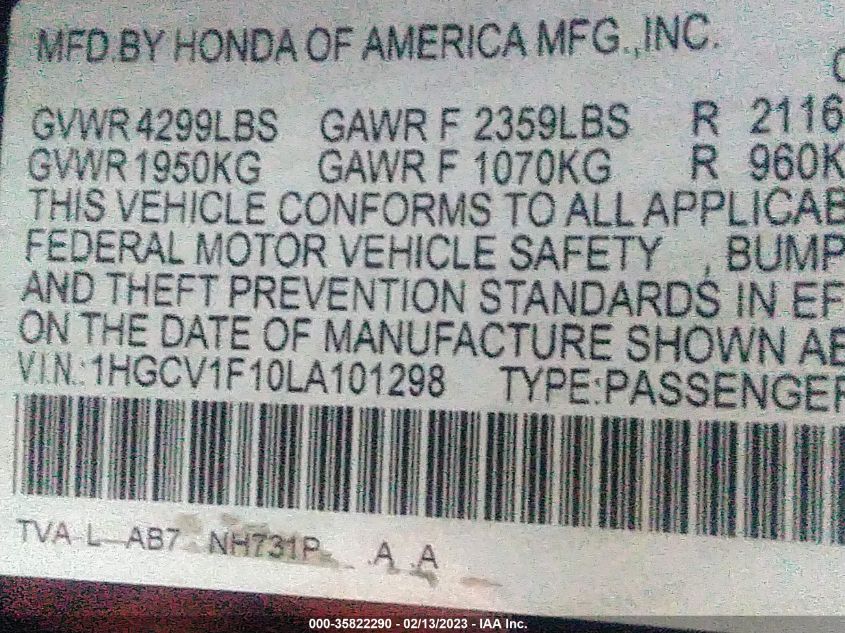 MFD.BY HONDA OF AMERICA MFG.,INC.
GVWR 4299LBS GAWR F 2359LBS R 2116
GVWR 1950KG GAWR F 1070KG R 960K
THIS VEHICLE CONFORMS TO ALL APPLICAB
FEDERAL MOTOR VEHICLE SAFETY , BUMP
AND THEFT PREVENTION STANDARDS IN EF
ON THE DATE OF MANUFACTURE SHOWN AB
V.I.N.:1HGCV1F10LA101298 TYPE:PASSENGER
TVA L AB7 NH731P .A .A
000-35822290 - 02/13/2023 - IAA Inc.